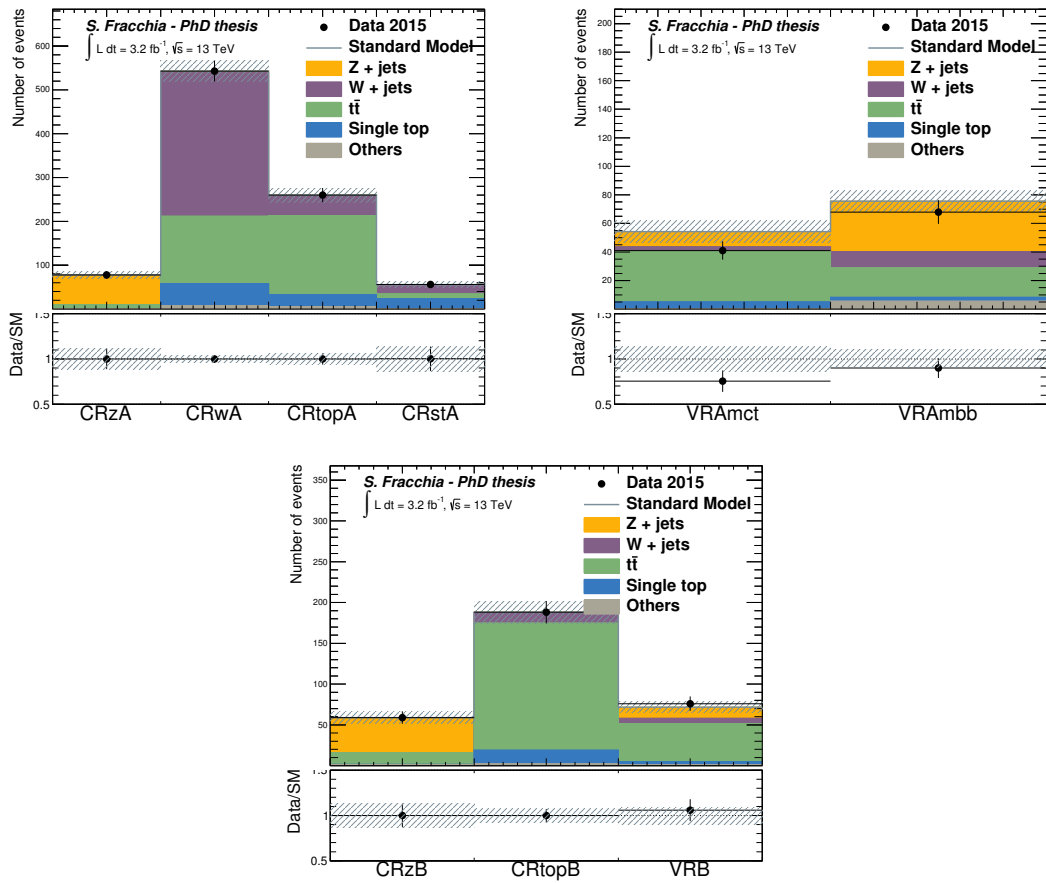 Number of events
600
500
400
300
200
100
S. Fracchia - PhD thesis
∫ L dt = 3.2 fb⁻¹, √s = 13 TeV
Data 2015
Standard Model
Z + jets
W + jets
tt̄
Single top
Others
Data/SM
1.5
1
0.5
CRzA CRwA CRtopA CRstA
Number of events
200
180
160
140
120
100
80
60
40
20
S. Fracchia - PhD thesis
∫ L dt = 3.2 fb⁻¹, √s = 13 TeV
Data 2015
Standard Model
Z + jets
W + jets
tt̄
Single top
Others
Data/SM
1.5
1
0.5
VRAmct VRAmbb
Number of events
350
300
250
200
150
100
50
S. Fracchia - PhD thesis
∫ L dt = 3.2 fb⁻¹, √s = 13 TeV
Data 2015
Standard Model
Z + jets
W + jets
tt̄
Single top
Others
Data/SM
1.5
1
0.5
CRzB CRtopB VRB